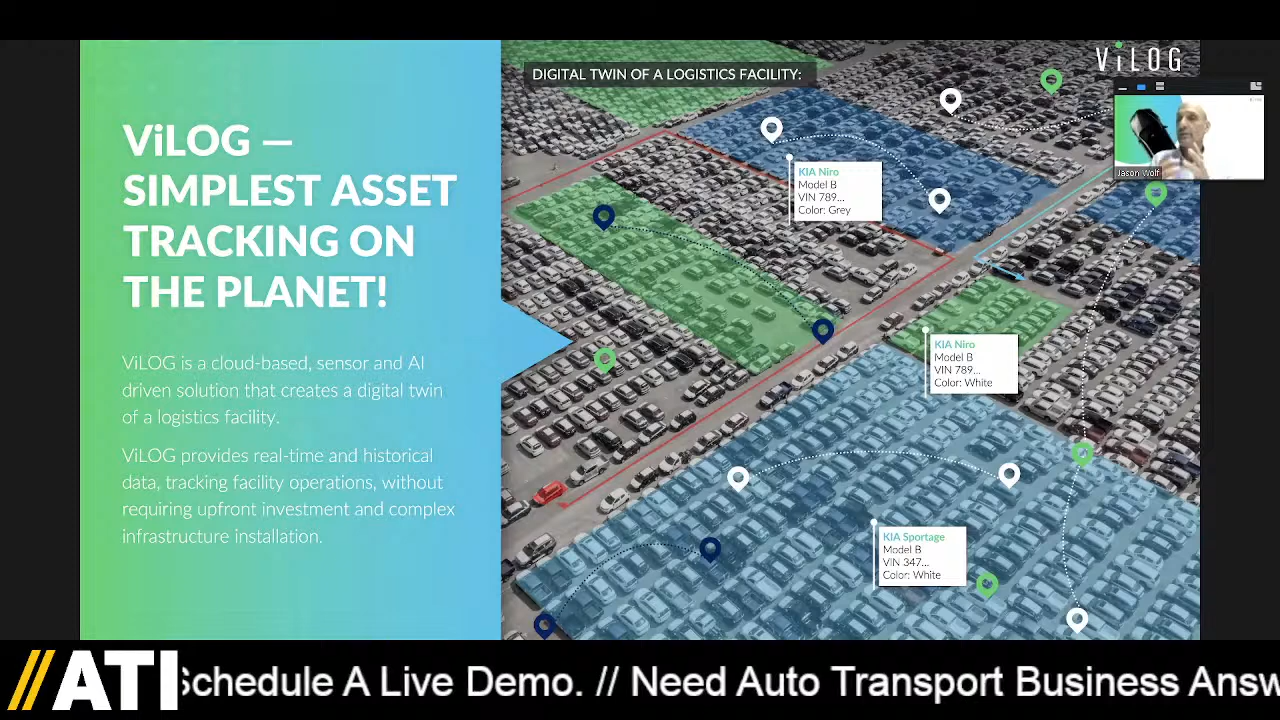 ViLOG —
SIMPLEST ASSET
TRACKING ON
THE PLANET!
ViLOG is a cloud-based, sensor and AI
driven solution that creates a digital twin
of a logistics facility.
ViLOG provides real-time and historical
data, tracking facility operations, without
requiring upfront investment and complex
infrastructure installation.
DIGITAL TWIN OF A LOGISTICS FACILITY:
ViLOG
Jason Wolf
KIA Niro
Model B
VIN 789...
Color: Grey
KIA Niro
Model B
VIN 789...
Color: White
KIA Sportage
Model B
VIN 347...
Color: White
//ATI
Schedule A Live Demo. // Need Auto Transport Business Answ